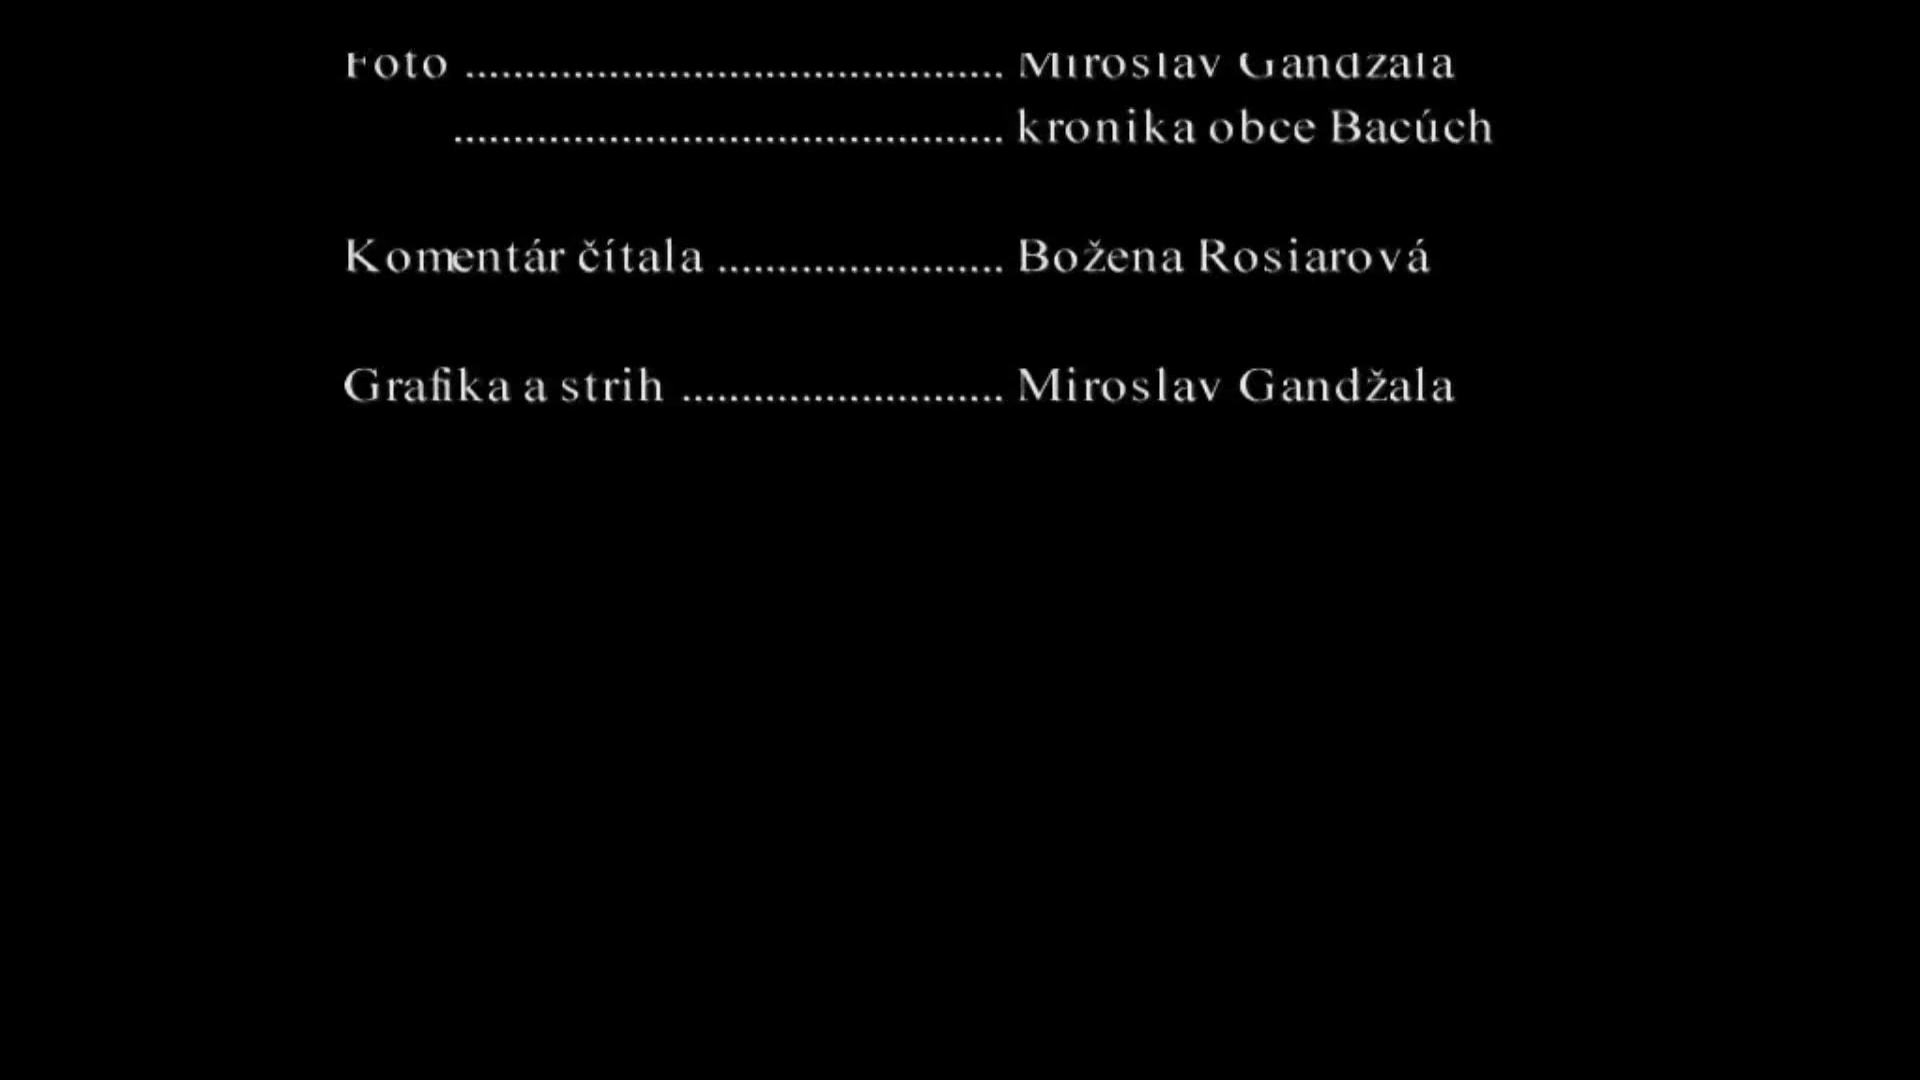 Foto ............................................. Miroslav Gandžala
.............................................. kronika obce Bacúch
Komentár čítala ........................ Božena Rosiarová
Grafika a strih ........................... Miroslav Gandžala